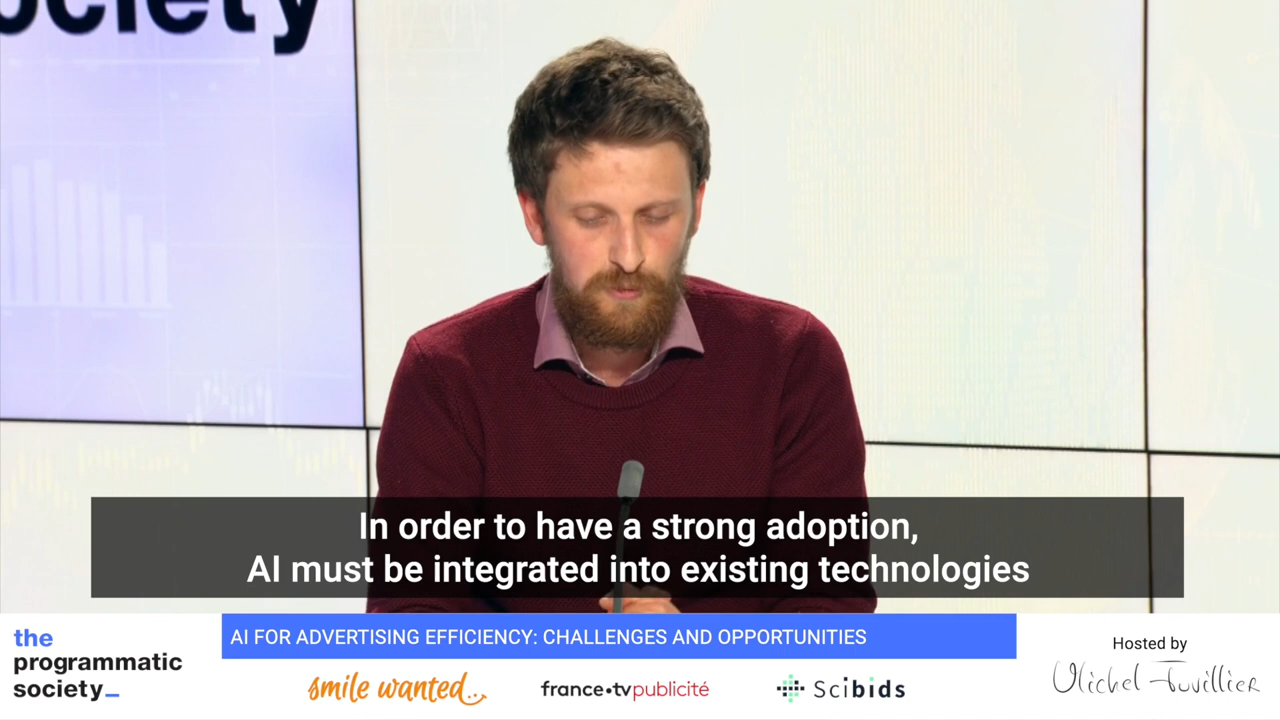 ociety
In order to have a strong adoption,
AI must be integrated into existing technologies
the
programmatic
society_
AI FOR ADVERTISING EFFICIENCY: CHALLENGES AND OPPORTUNITIES
smile wanted...
france•tvpublicité
Scibids
Hosted by